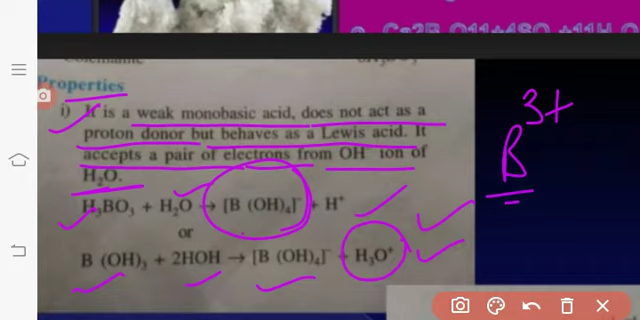 Properties
i) It is a weak monobasic acid, does not act as a
proton donor but behaves as a Lewis acid. It
accepts a pair of electrons from OH⁻ ion of
H₂O.
H₃BO₃ + H₂O → [B (OH)₄]⁻ + H⁺
or
B (OH)₃ + 2HOH → [B (OH)₄]⁻ + H₃O⁺
B³⁺